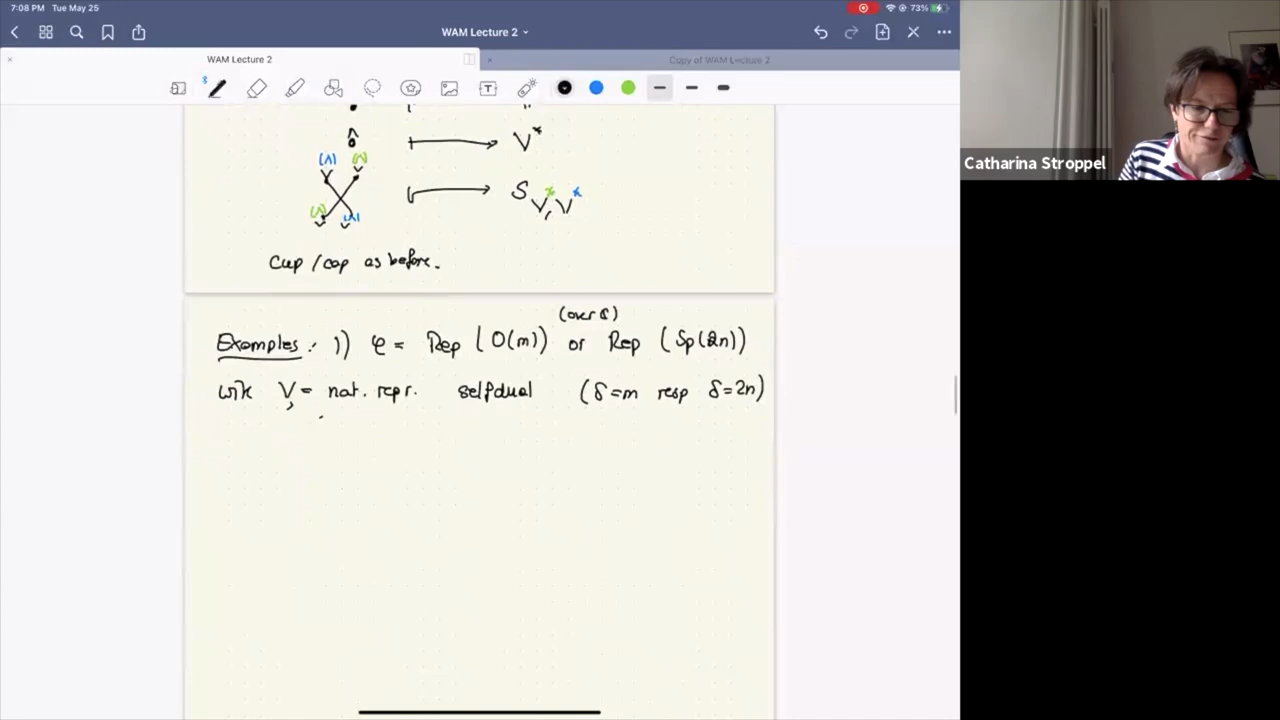 7:08 PM Tue May 25
73%
WAM Lecture 2
WAM Lecture 2
Copy of WAM Lecture 2
V*
(∧) (∧)
S V*, V*
(∧) (∧)
Cup / cap as before.
(over ℂ)
Examples: 1) 𝒞 = Rep (O(m)) or Rep (Sp(2n))
with V = nat. repr. selfdual (δ=m resp δ=2n)
Catharina Stroppel